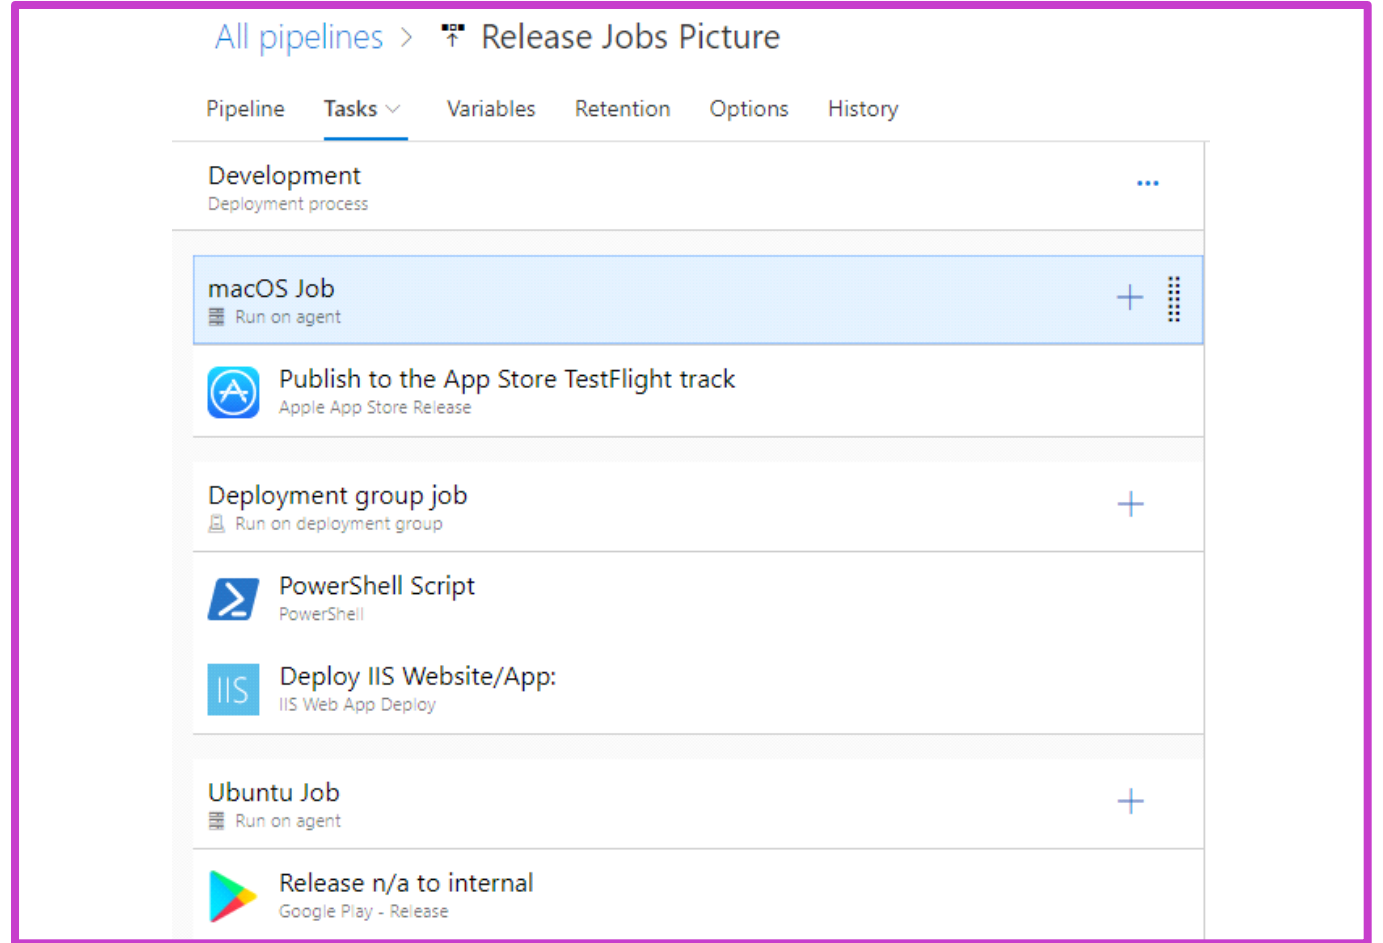 All pipelines > Release Jobs Picture
Pipeline Tasks Variables Retention Options History
Development
Deployment process
...
macOS Job
Run on agent
Publish to the App Store TestFlight track
Apple App Store Release
Deployment group job
Run on deployment group
PowerShell Script
PowerShell
IIS
Deploy IIS Website/App:
IIS Web App Deploy
Ubuntu Job
Run on agent
Release n/a to internal
Google Play - Release